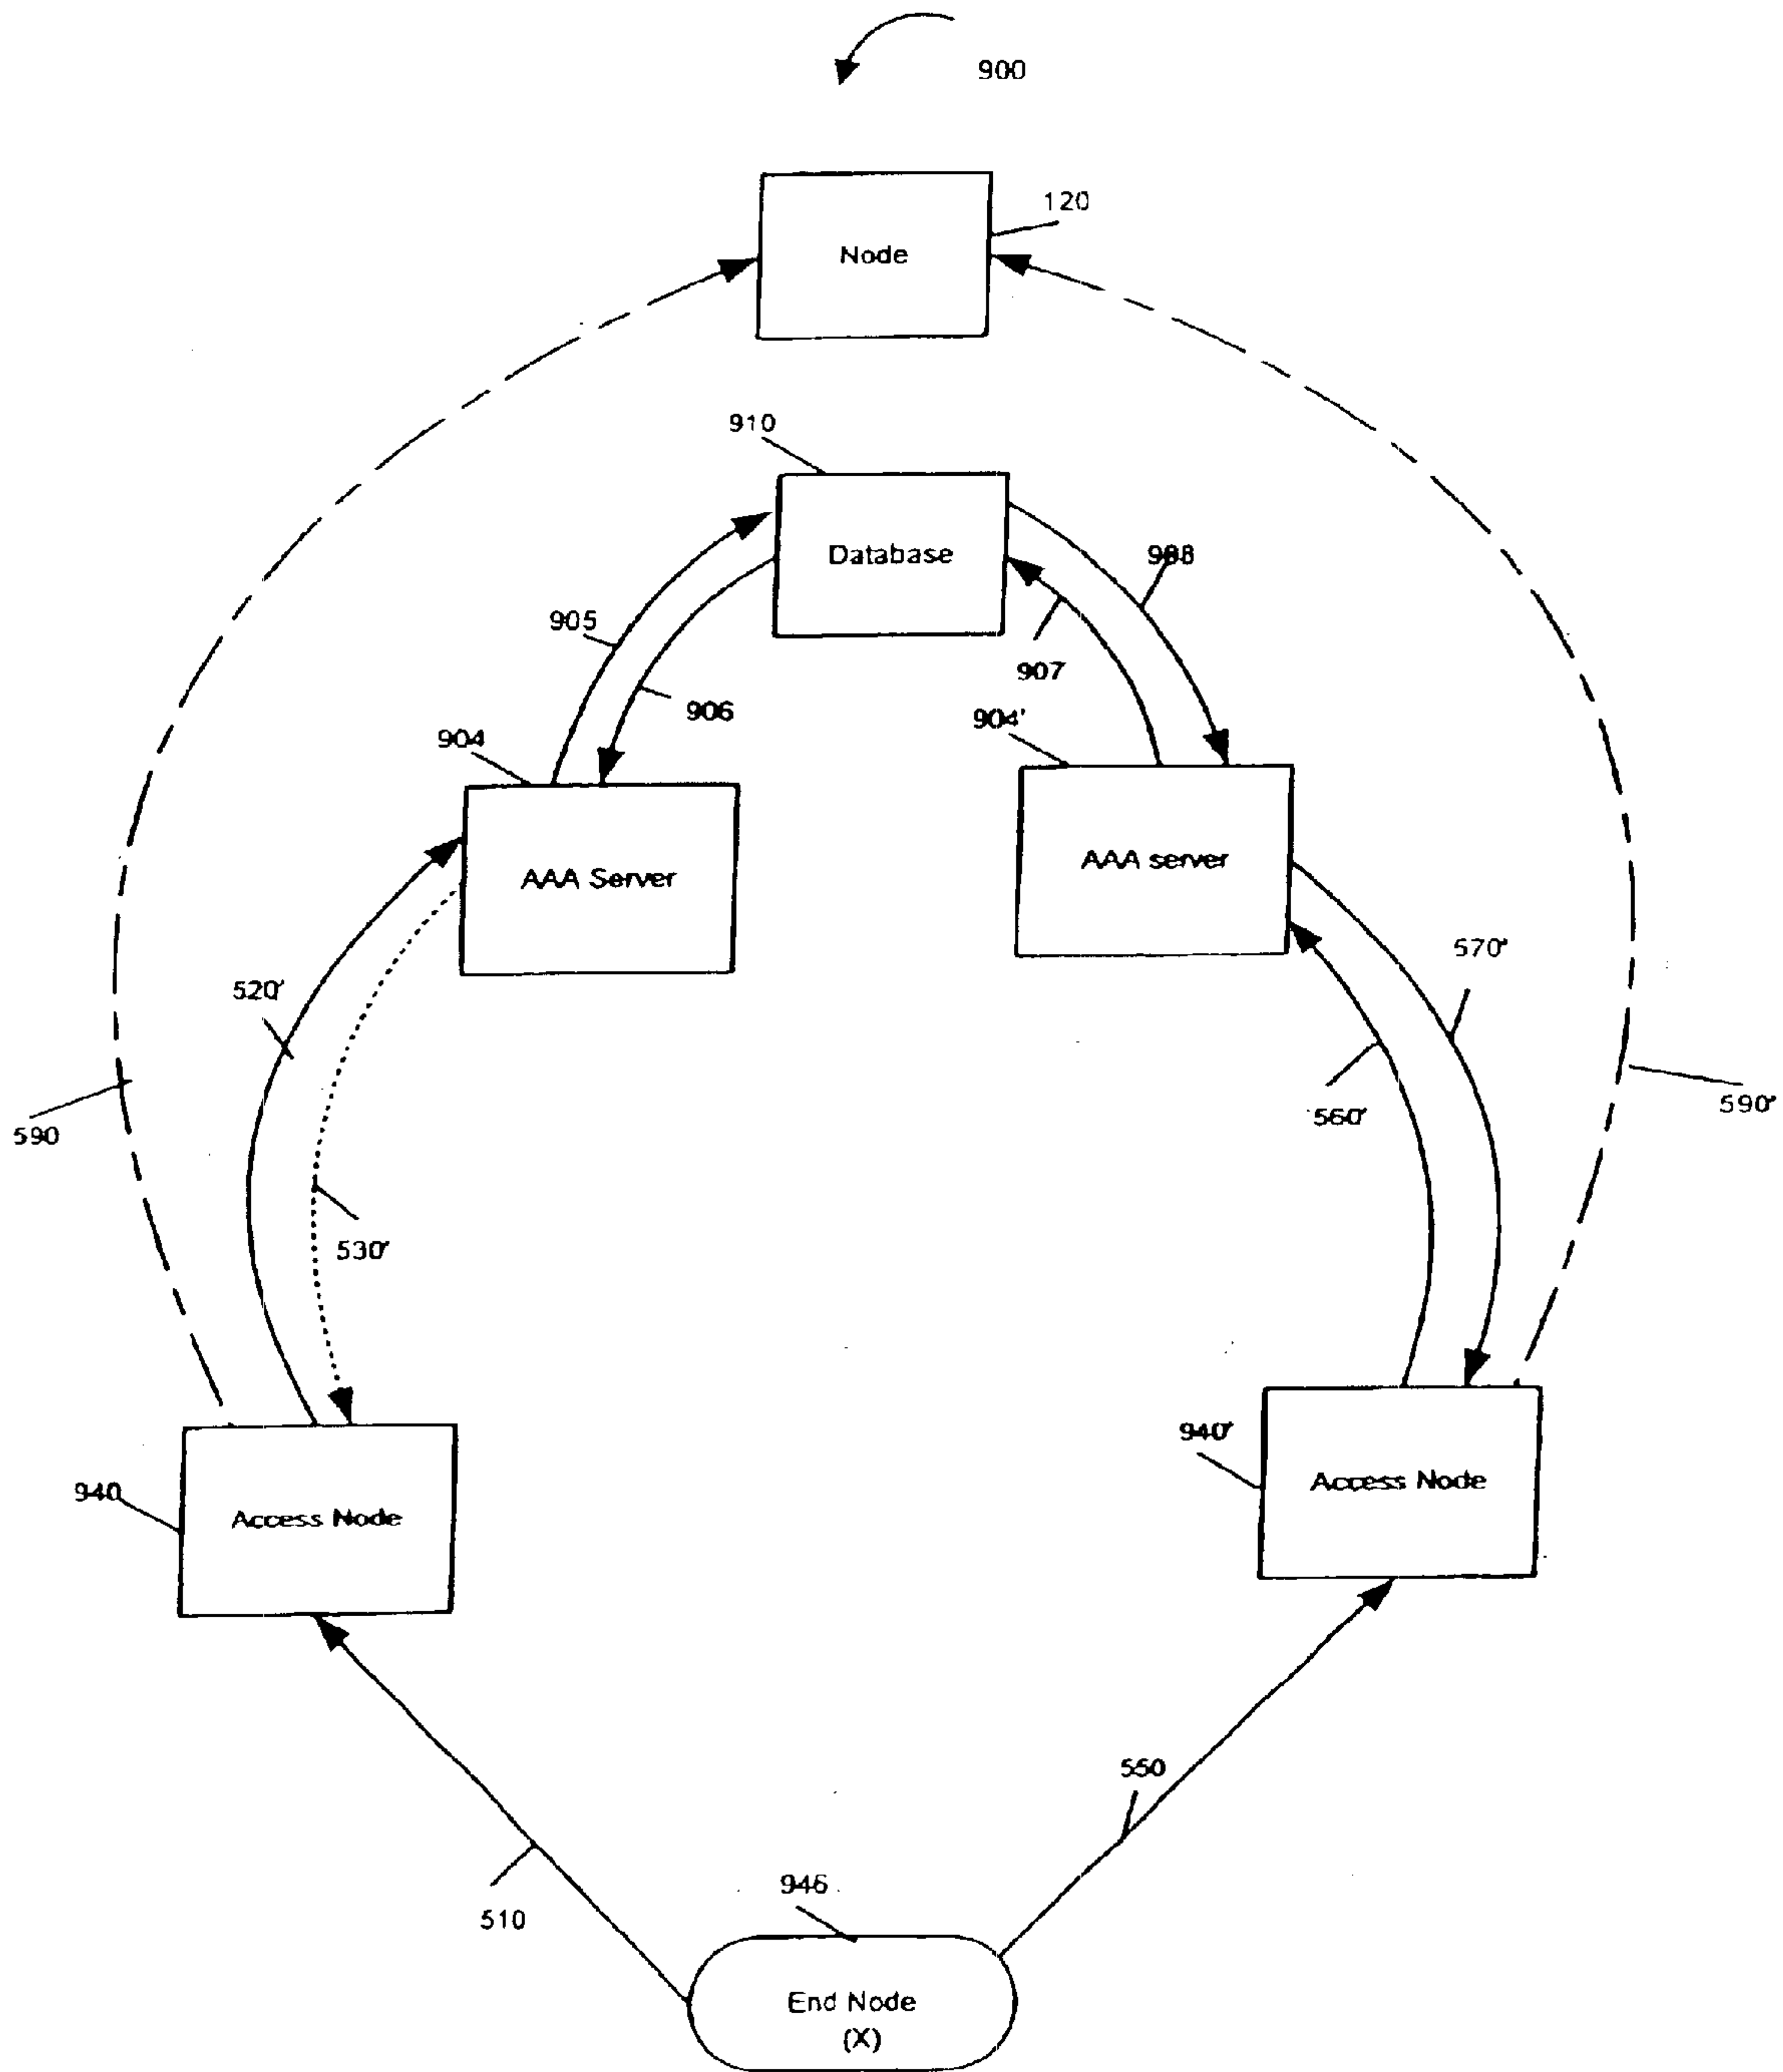 900
120
Node
910
Database
988
905
907
906
904'
904
AAA server
AAA Server
570'
520'
560'
590'
590
530'
940'
Access Node
940
Access Node
550
946
510
End Node
(X)